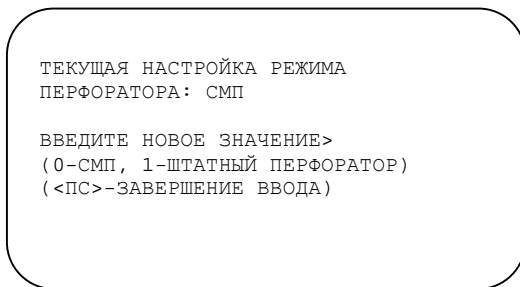 ТЕКУЩАЯ НАСТРОЙКА РЕЖИМА
ПЕРФОРАТОРА: СМП
ВВЕДИТЕ НОВОЕ ЗНАЧЕНИЕ>
(0-СМП, 1-ШТАТНЫЙ ПЕРФОРАТОР)
(<ПС>-ЗАВЕРШЕНИЕ ВВОДА)